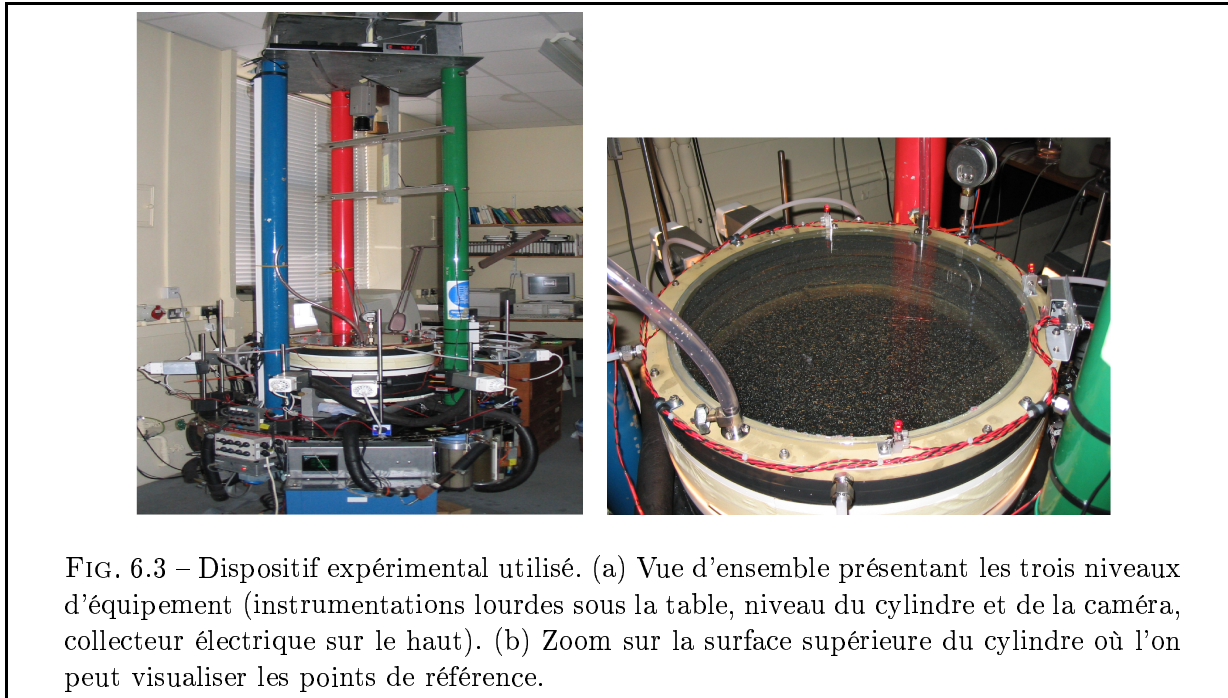 FIG. 6.3 – Dispositif expérimental utilisé. (a) Vue d'ensemble présentant les trois niveaux
d'équipement (instrumentations lourdes sous la table, niveau du cylindre et de la caméra,
collecteur électrique sur le haut). (b) Zoom sur la surface supérieure du cylindre où l'on
peut visualiser les points de référence.